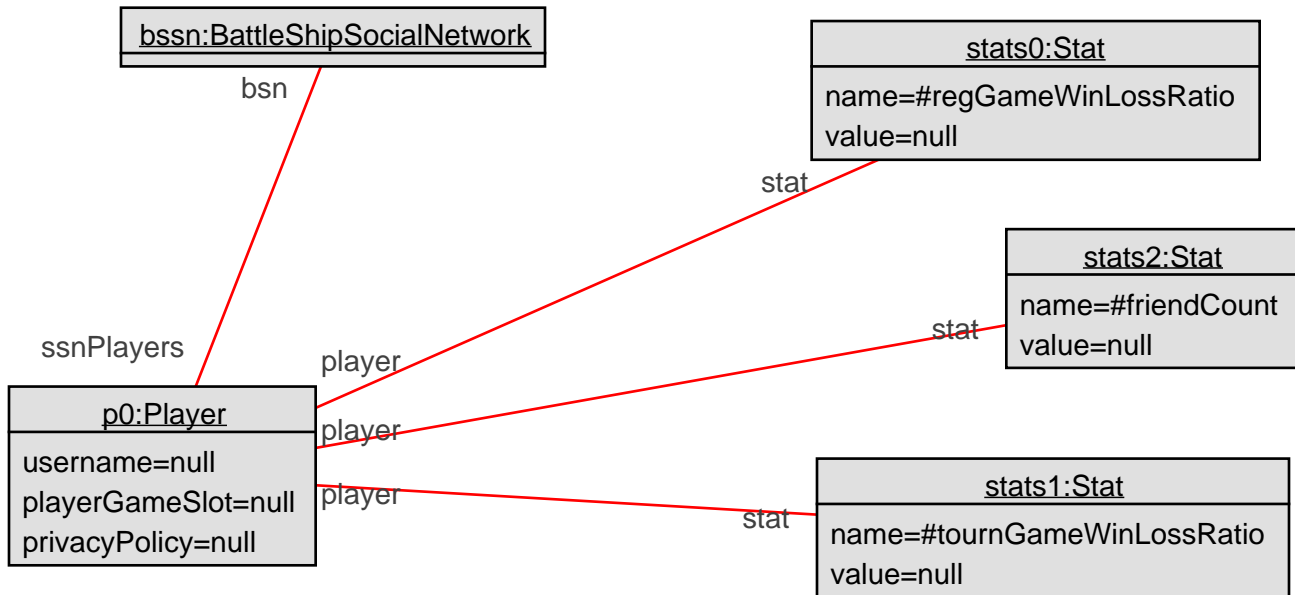 bssn:BattleShipSocialNetwork
bsn
ssnPlayers
p0:Player
username=null
playerGameSlot=null
privacyPolicy=null
player
player
player
stat
stat
stat
stats0:Stat
name=#regGameWinLossRatio
value=null
stats2:Stat
name=#friendCount
value=null
stats1:Stat
name=#tournGameWinLossRatio
value=null